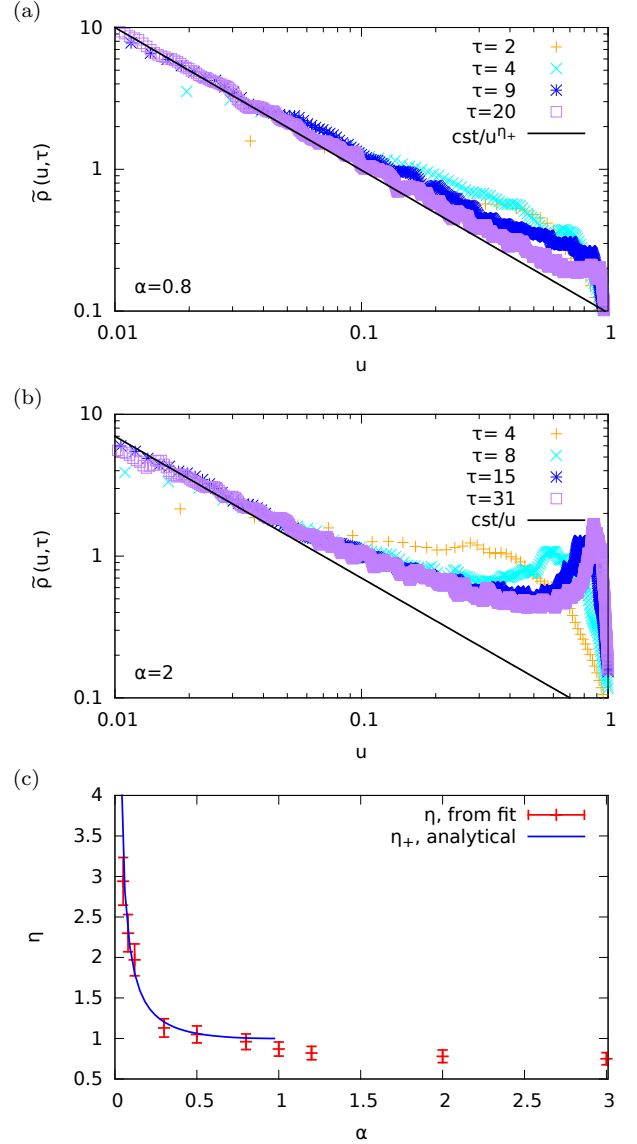 (a)
10
1
0.1
ρ̃ (u,τ)
τ= 2
τ= 4
τ= 9
τ=20
cst/u^η₊
α=0.8
0.01
0.1
1
u
(b)
10
1
0.1
ρ̃ (u,τ)
τ= 4
τ= 8
τ=15
τ=31
cst/u
α=2
0.01
0.1
1
u
(c)
4
3.5
3
2.5
2
1.5
1
0.5
η
η, from fit
η₊, analytical
0
0.5
1
1.5
2
2.5
3
α